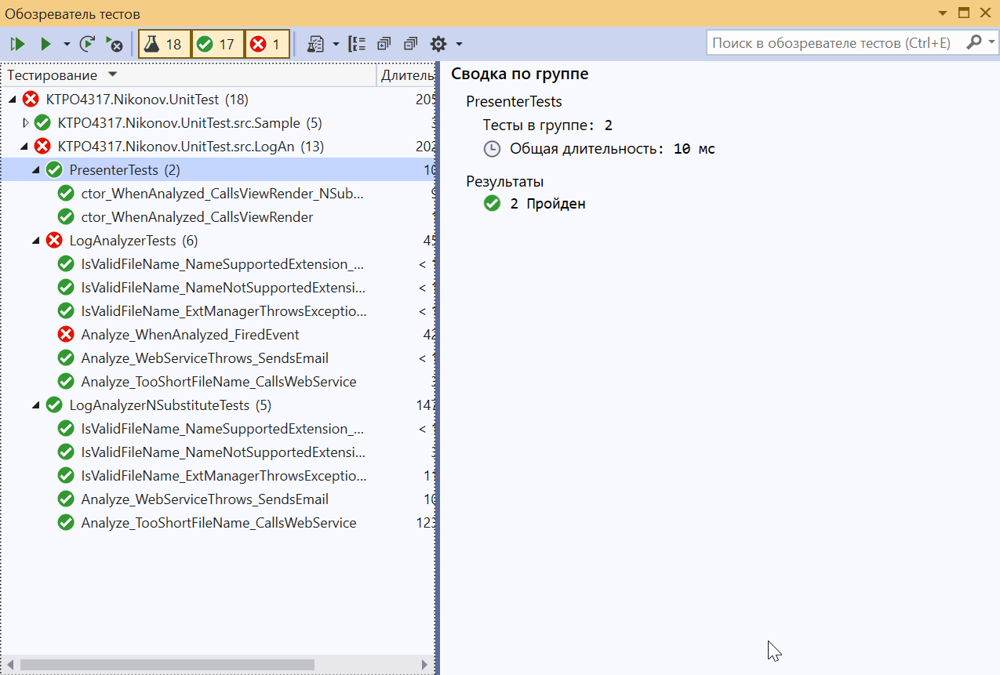 Обозреватель тестов
18 17 1
Поиск в обозревателе тестов (Ctrl+E)
Тестирование Длитель
KTPO4317.Nikonov.UnitTest (18) 205
KTPO4317.Nikonov.UnitTest.src.Sample (5) 3
KTPO4317.Nikonov.UnitTest.src.LogAn (13) 202
PresenterTests (2) 10
ctor_WhenAnalyzed_CallsViewRender_NSub... 9
ctor_WhenAnalyzed_CallsViewRender 1
LogAnalyzerTests (6) 45
IsValidFileName_NameSupportedExtension_... < 1
IsValidFileName_NameNotSupportedExtensi... < 1
IsValidFileName_ExtManagerThrowsExceptio... < 1
Analyze_WhenAnalyzed_FiredEvent 42
Analyze_WebServiceThrows_SendsEmail < 1
Analyze_TooShortFileName_CallsWebService 3
LogAnalyzerNSubstituteTests (5) 147
IsValidFileName_NameSupportedExtension_... < 1
IsValidFileName_NameNotSupportedExtensi... 3
IsValidFileName_ExtManagerThrowsExceptio... 11
Analyze_WebServiceThrows_SendsEmail 10
Analyze_TooShortFileName_CallsWebService 123
Сводка по группе
PresenterTests
Тесты в группе: 2
Общая длительность: 10 мс
Результаты
2 Пройден